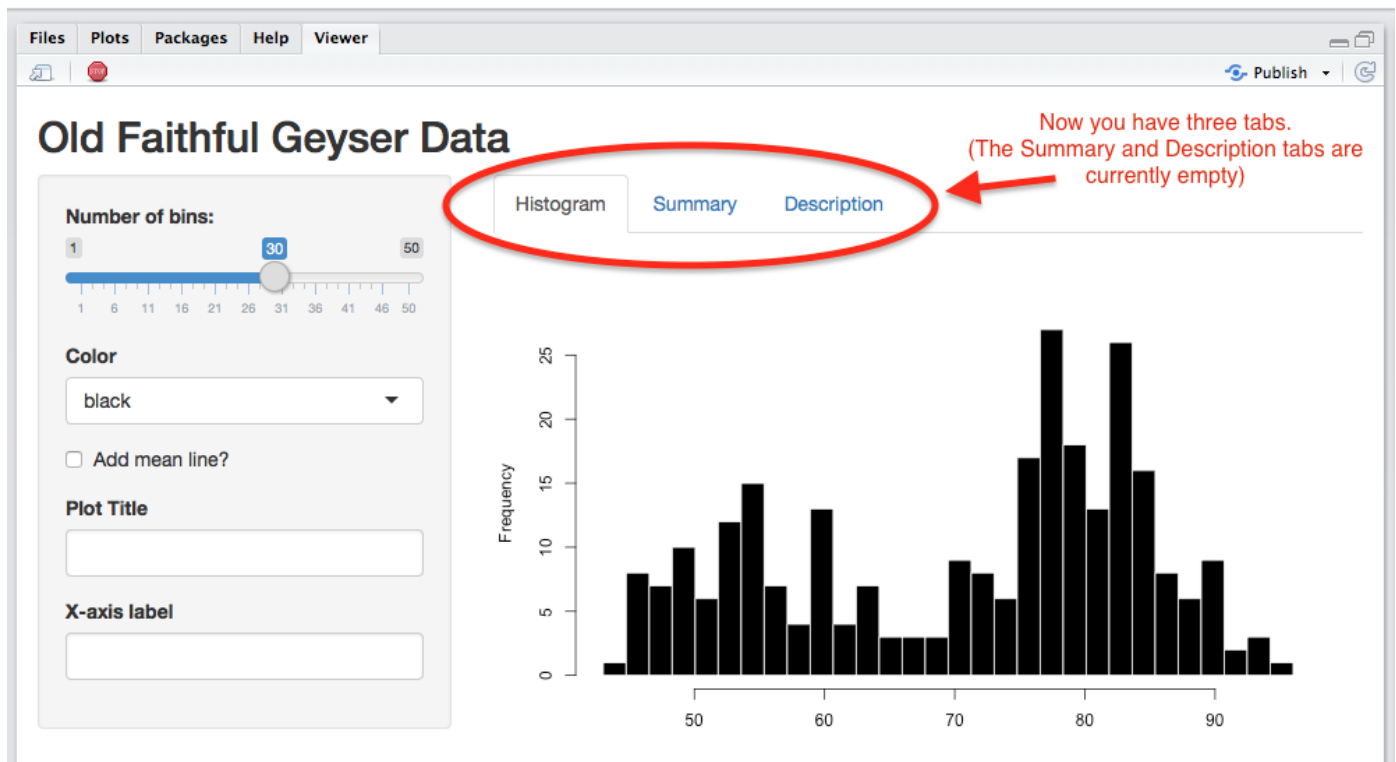 Files Plots Packages Help Viewer
STOP Publish
Old Faithful Geyser Data
Now you have three tabs.
(The Summary and Description tabs are
currently empty)
Histogram Summary Description
Number of bins:
1 30 50
1 6 11 16 21 26 31 36 41 46 50
Color
black
Add mean line?
Plot Title
X-axis label
Frequency
25
20
15
10
5
0
50 60 70 80 90